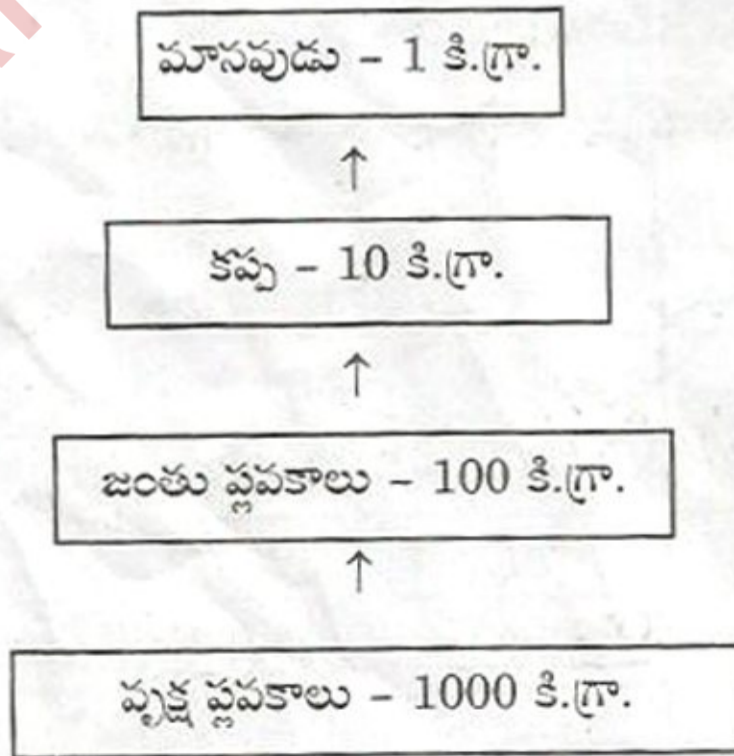 మానవుడు – 1 కి.గ్రా.
↑
కప్ప – 10 కి.గ్రా.
↑
జంతు ప్లవకాలు – 100 కి.గ్రా.
↑
వృక్ష ప్లవకాలు – 1000 కి.గ్రా.